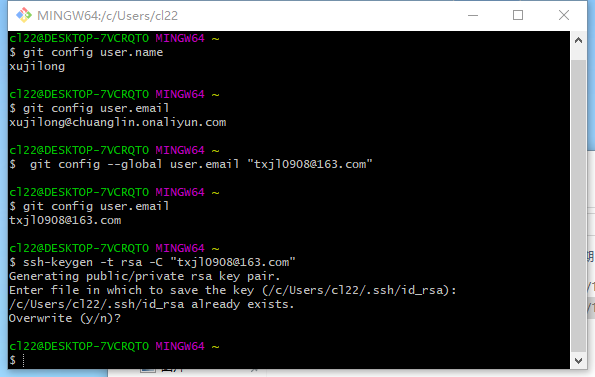 MINGW64:/c/Users/cl22
cl22@DESKTOP-7VCRQTO MINGW64 ~
$ git config user.name
xujilong
cl22@DESKTOP-7VCRQTO MINGW64 ~
$ git config user.email
xujilong@chuanglin.onaliyun.com
cl22@DESKTOP-7VCRQTO MINGW64 ~
$  git config --global user.email "txjl0908@163.com"
cl22@DESKTOP-7VCRQTO MINGW64 ~
$ git config user.email
txjl0908@163.com
cl22@DESKTOP-7VCRQTO MINGW64 ~
$ ssh-keygen -t rsa -C "txjl0908@163.com"
Generating public/private rsa key pair.
Enter file in which to save the key (/c/Users/cl22/.ssh/id_rsa):
/c/Users/cl22/.ssh/id_rsa already exists.
Overwrite (y/n)?
cl22@DESKTOP-7VCRQTO MINGW64 ~
$